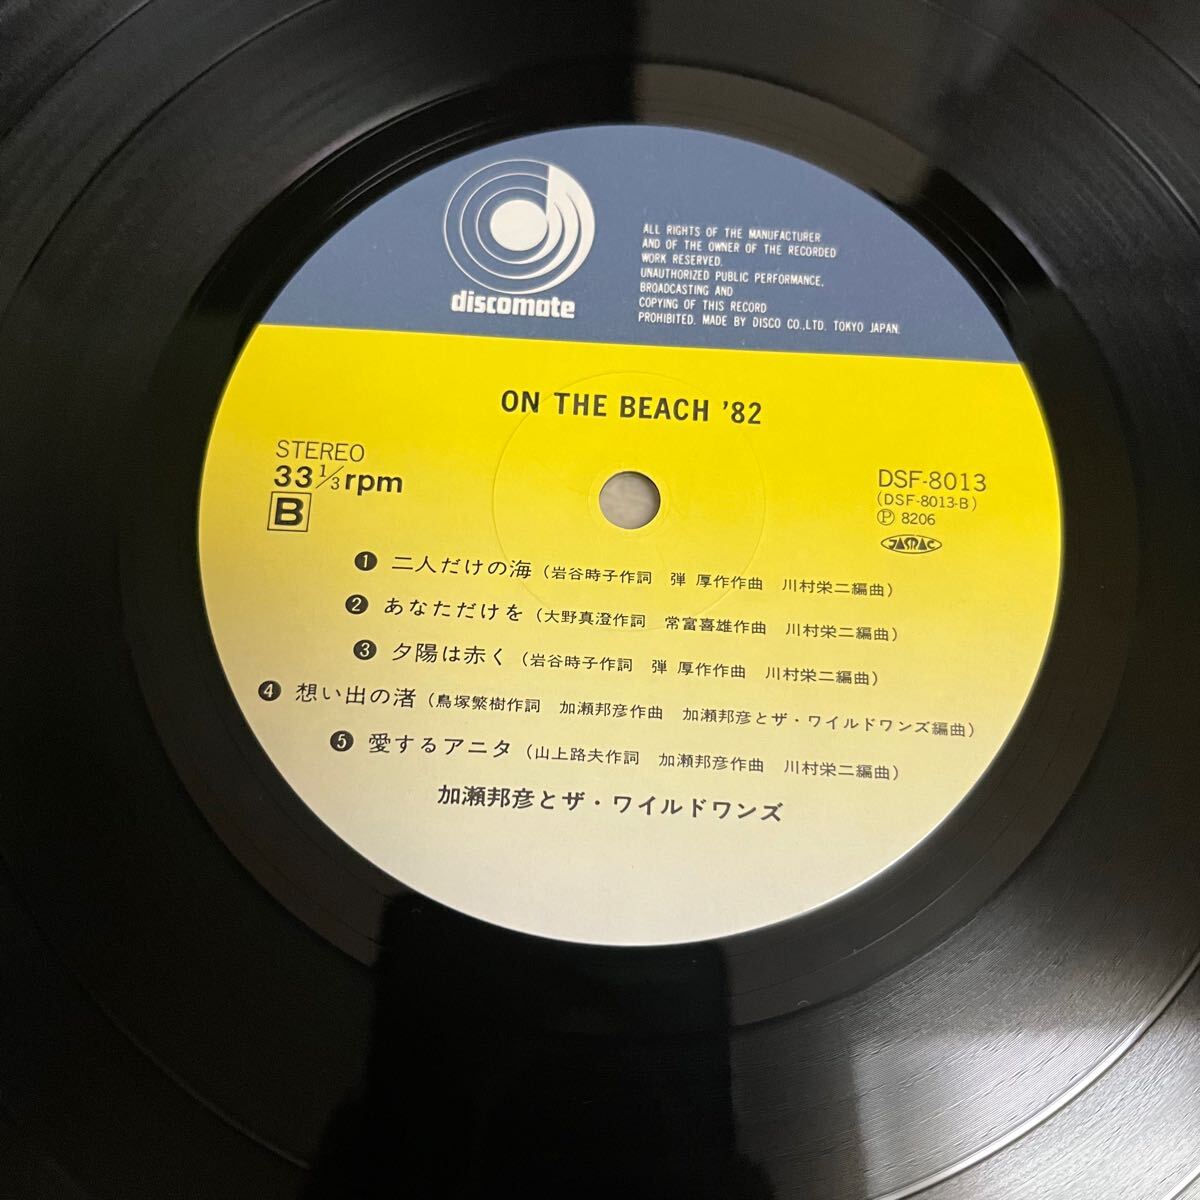 discomate
ALL RIGHTS OF THE MANUFACTURER
AND OF THE OWNER OF THE RECORDED
WORK RESERVED.
UNAUTHORIZED PUBLIC PERFORMANCE,
BROADCASTING AND
COPYING OF THIS RECORD
PROHIBITED. MADE BY DISCO CO.,LTD. TOKYO JAPAN.
ON THE BEACH '82
STEREO
33 1/3 rpm
B
DSF-8013
(DSF-8013-B)
Ⓟ 8206
JASRAC
❶ 二人だけの海 (岩谷時子作詞 弾 厚作作曲 川村栄二編曲)
❷ あなただけを (大野真澄作詞 常富喜雄作曲 川村栄二編曲)
❸ 夕陽は赤く (岩谷時子作詞 弾 厚作作曲 川村栄二編曲)
❹ 想い出の渚 (鳥塚繁樹作詞 加瀬邦彦作曲 加瀬邦彦とザ・ワイルドワンズ編曲)
❺ 愛するアニタ (山上路夫作詞 加瀬邦彦作曲 川村栄二編曲)
加瀬邦彦とザ・ワイルドワンズ